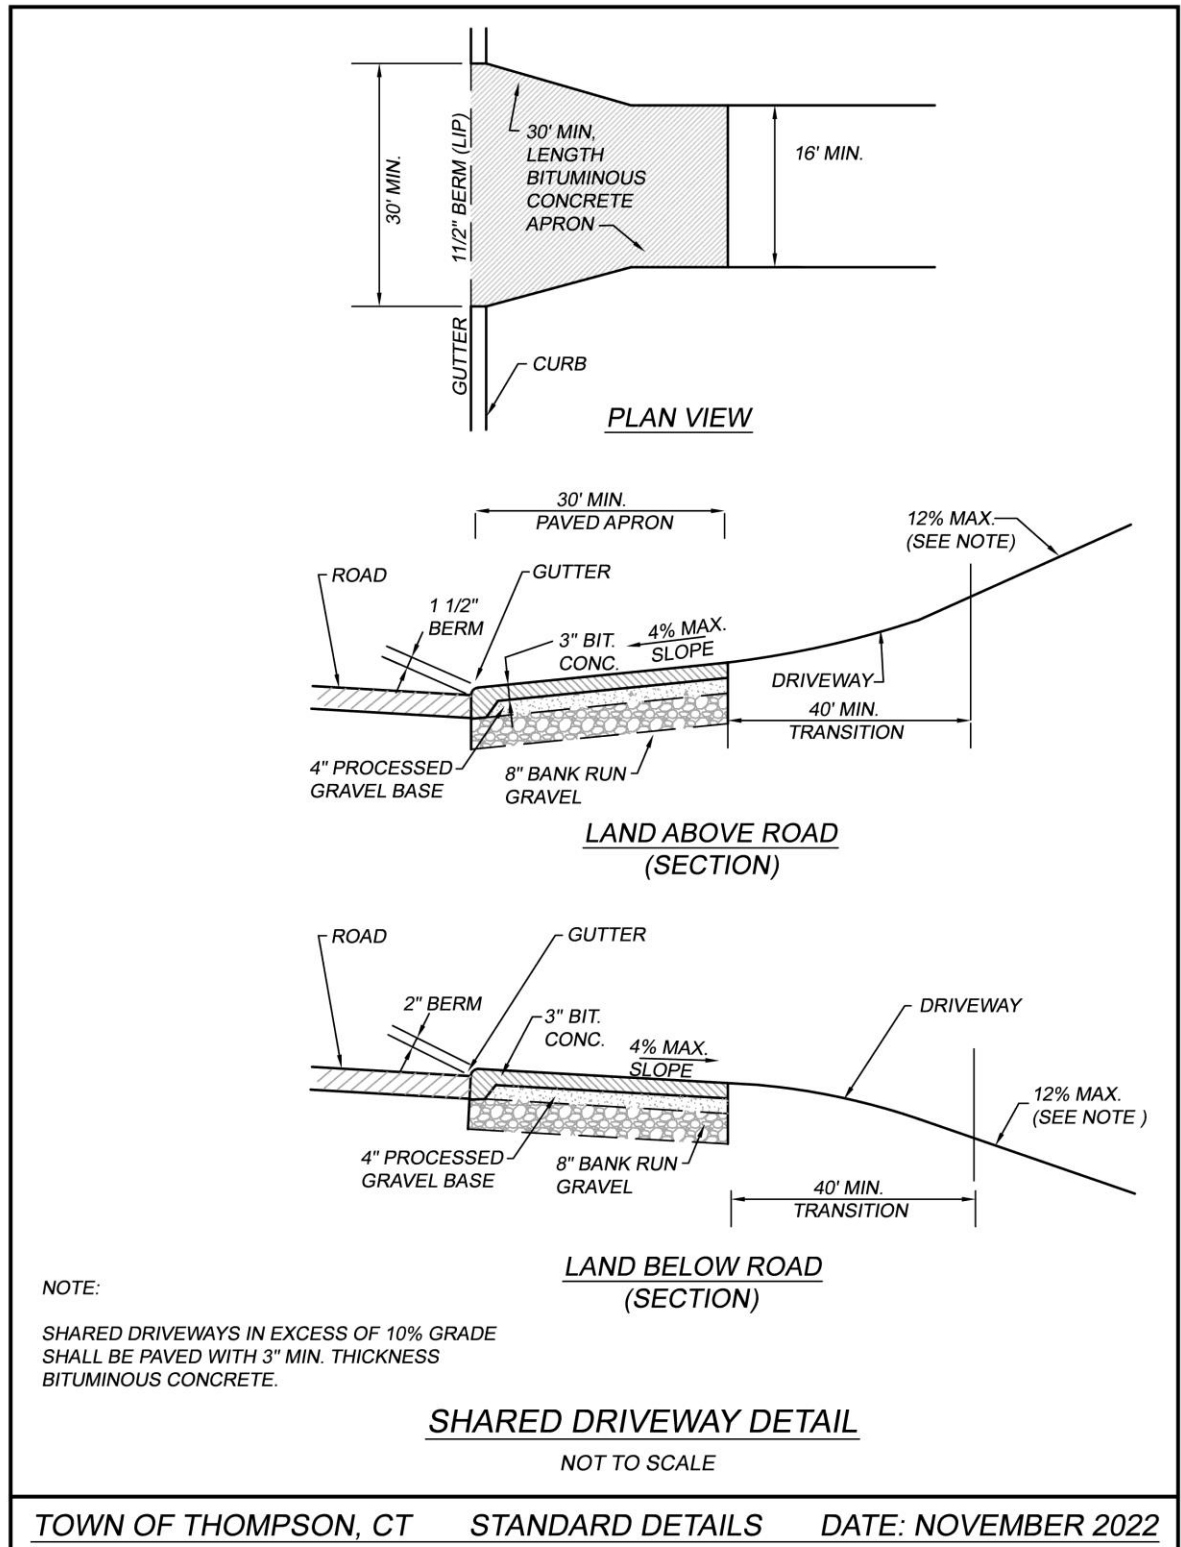 30' MIN.
11/2" BERM (LIP)
GUTTER
30' MIN,
LENGTH
BITUMINOUS
CONCRETE
APRON
16' MIN.
CURB
PLAN VIEW
30' MIN.
PAVED APRON
12% MAX.
(SEE NOTE)
ROAD
GUTTER
1 1/2"
BERM
3" BIT.
CONC.
4% MAX.
SLOPE
DRIVEWAY
40' MIN.
TRANSITION
4" PROCESSED
GRAVEL BASE
8" BANK RUN
GRAVEL
LAND ABOVE ROAD
(SECTION)
ROAD
GUTTER
2" BERM
3" BIT.
CONC.
4% MAX.
SLOPE
DRIVEWAY
12% MAX.
(SEE NOTE )
4" PROCESSED
GRAVEL BASE
8" BANK RUN
GRAVEL
40' MIN.
TRANSITION
LAND BELOW ROAD
(SECTION)
NOTE:
SHARED DRIVEWAYS IN EXCESS OF 10% GRADE
SHALL BE PAVED WITH 3" MIN. THICKNESS
BITUMINOUS CONCRETE.
SHARED DRIVEWAY DETAIL
NOT TO SCALE
TOWN OF THOMPSON, CT STANDARD DETAILS DATE: NOVEMBER 2022